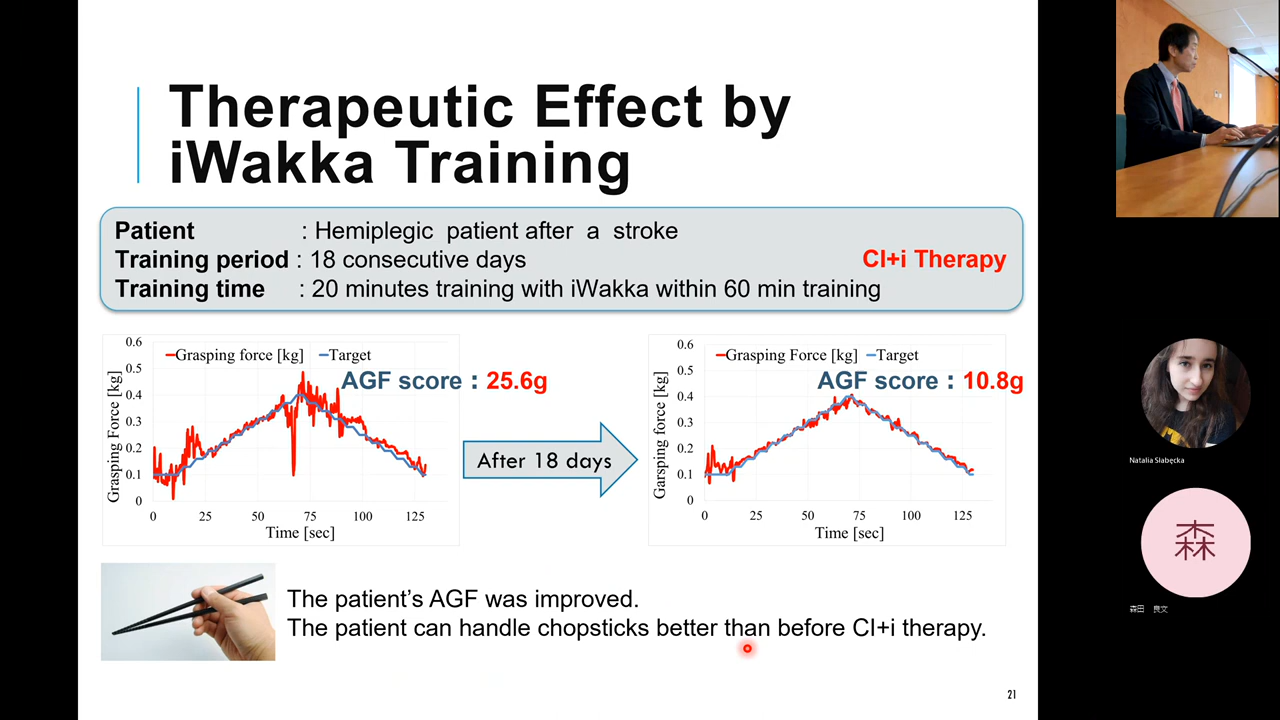 Therapeutic Effect by
iWakka Training
Patient : Hemiplegic patient after a stroke
Training period : 18 consecutive days
CI+i Therapy
Training time : 20 minutes training with iWakka within 60 min training
Grasping force [kg] Target
AGF score : 25.6g
Grasping Force [kg]
0.6
0.5
0.4
0.3
0.2
0.1
0
0 25 50 75 100 125
Time [sec]
After 18 days
Grasping Force [kg] Target
AGF score : 10.8g
Garsping force [kg]
0.6
0.5
0.4
0.3
0.2
0.1
0
0 25 50 75 100 125
Time [sec]
The patient's AGF was improved.
The patient can handle chopsticks better than before CI+i therapy.
21
Natalia Słabęcka
森
森田 良文